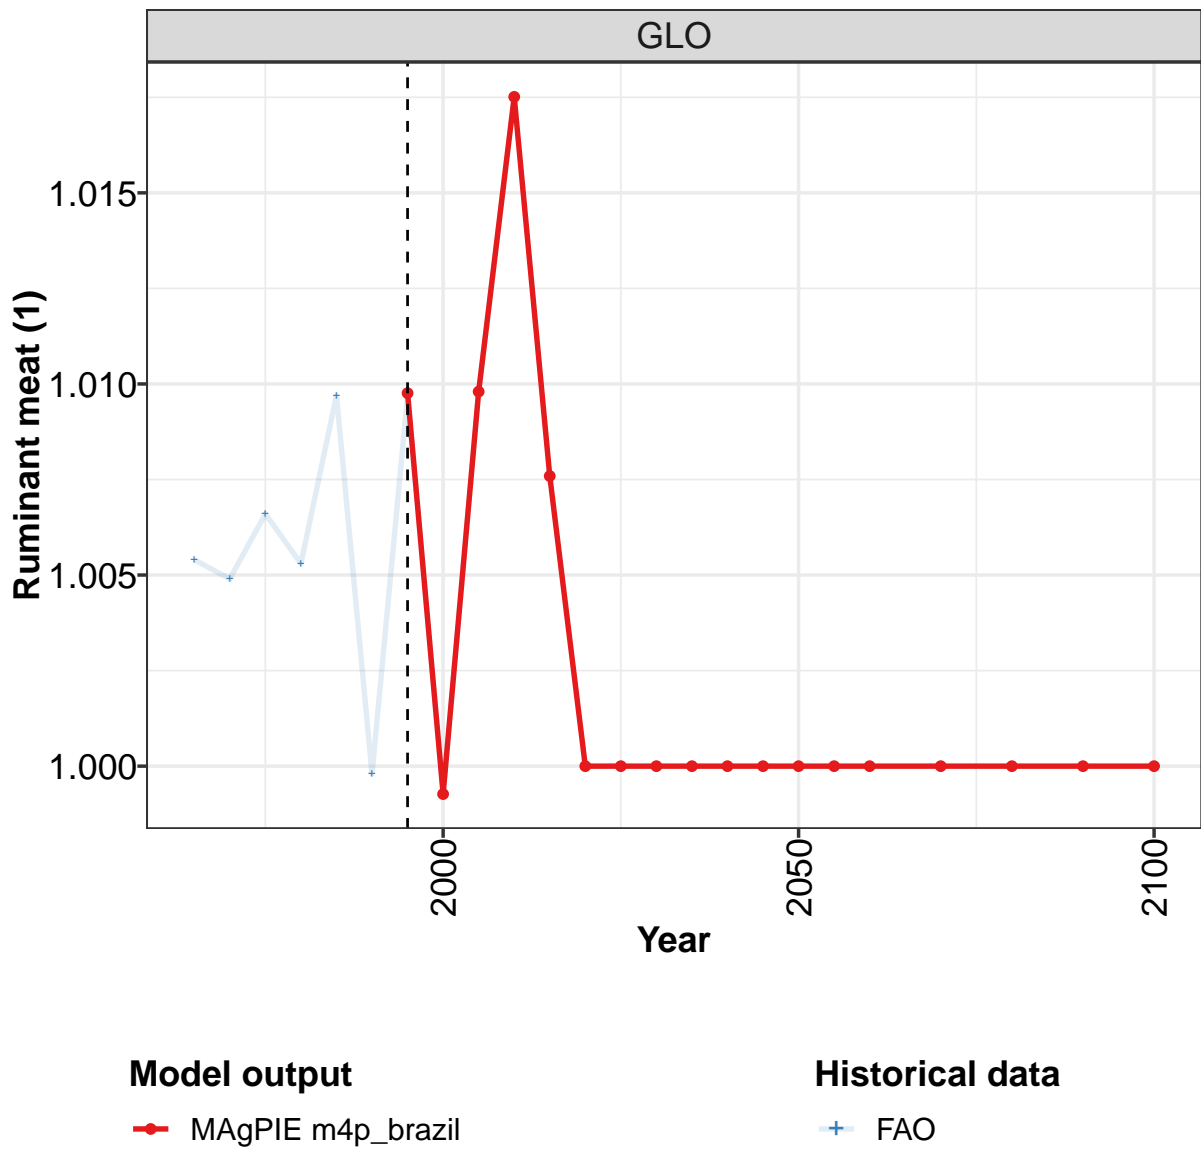 GLO
Ruminant meat (1)
1.015
1.010
1.005
1.000
2000
2050
2100
Year
Model output
MAgPIE m4p_brazil
Historical data
FAO